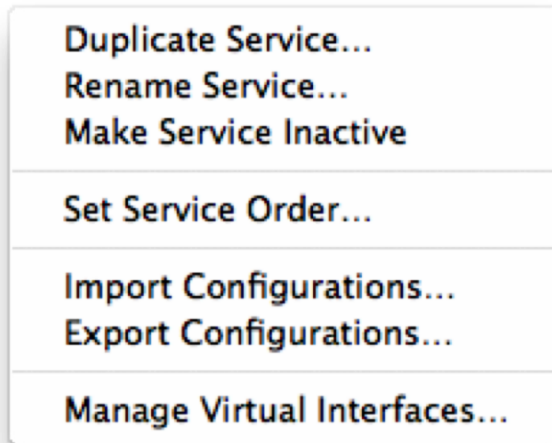 Duplicate Service...
Rename Service...
Make Service Inactive
Set Service Order...
Import Configurations...
Export Configurations...
Manage Virtual Interfaces...